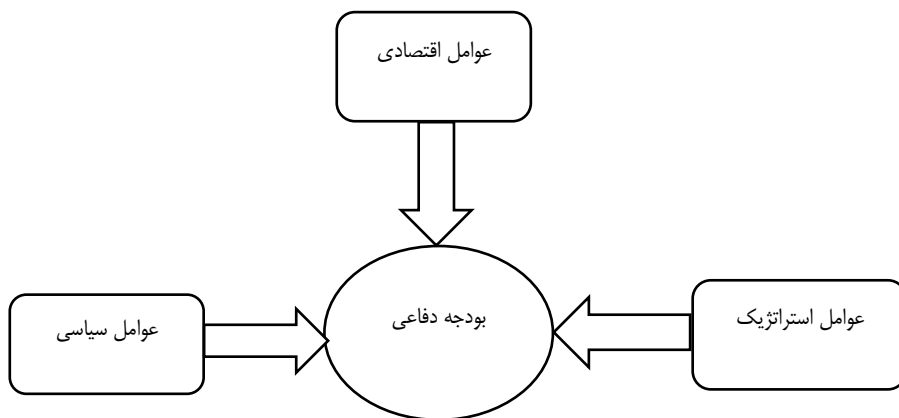 عوامل اقتصادی
عوامل استراتژیک
بودجه دفاعی
عوامل سیاسی